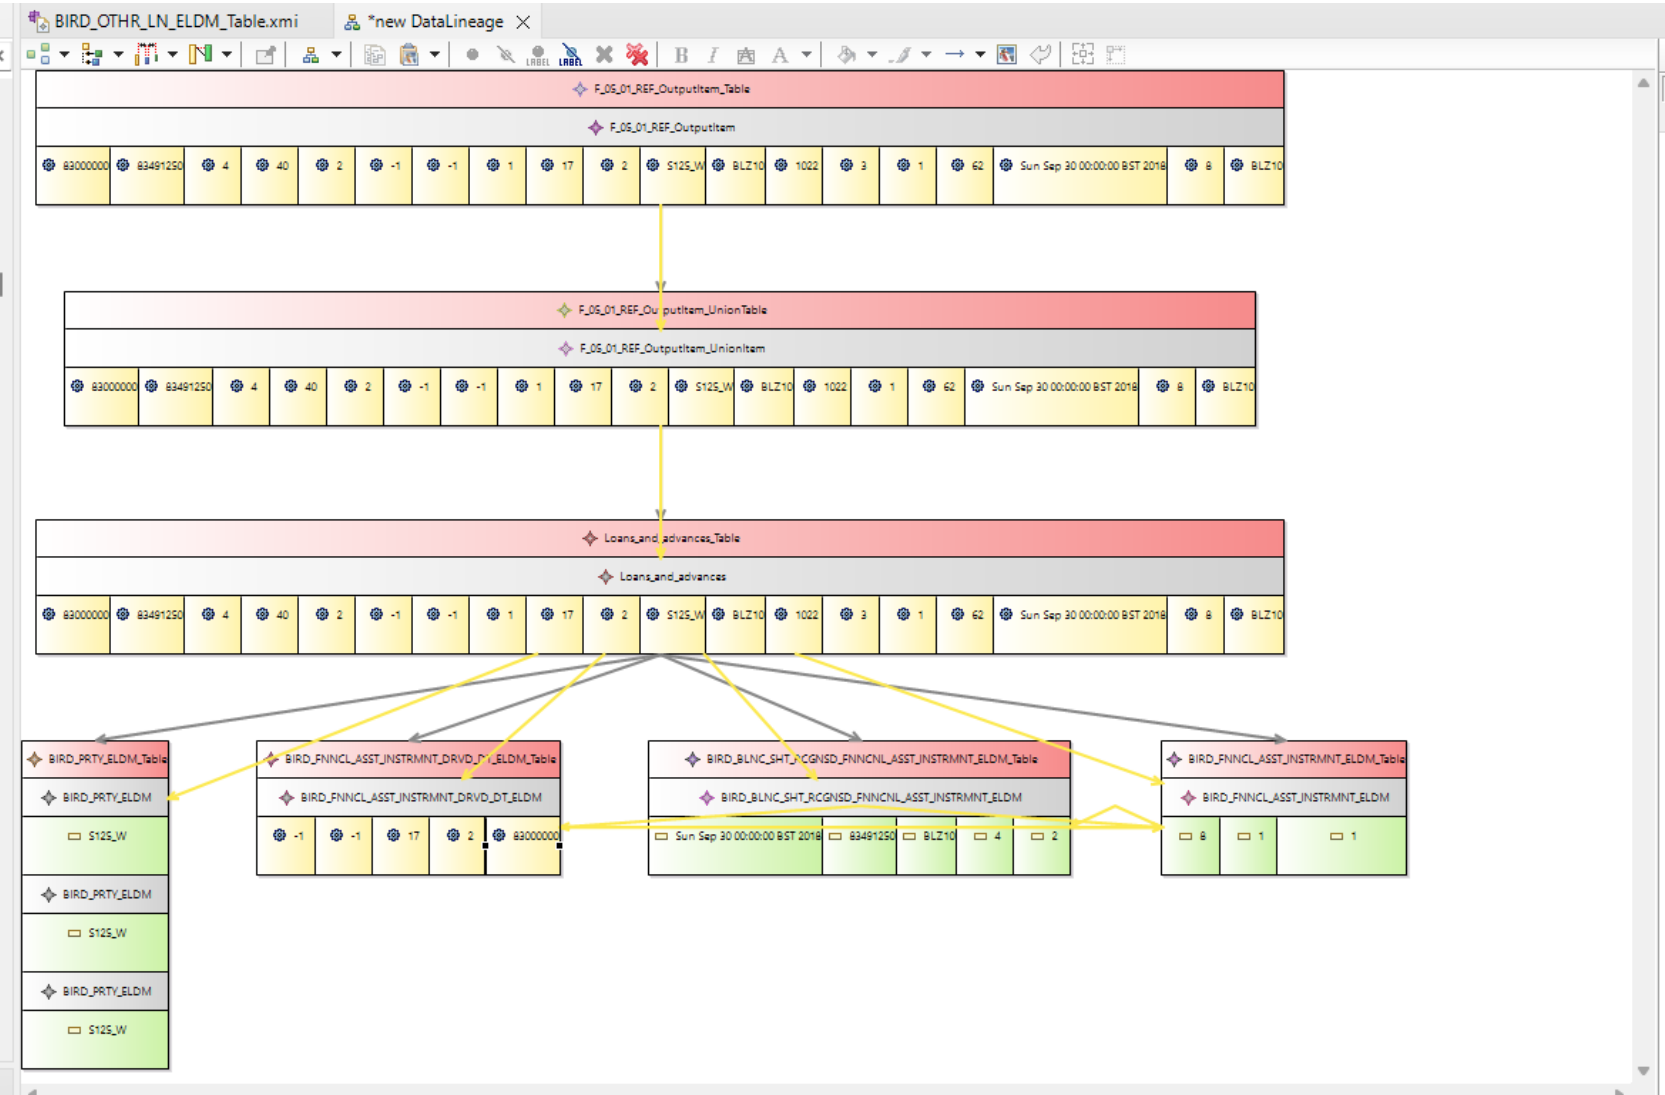 BIRD_OTHR_LN_ELDM_Table.xmi *new DataLineage
LABEL LABEL B I A A
F_05_01_REF_OutputItem_Table
F_05_01_REF_OutputItem
83000000 83491250 4 40 2 -1 -1 1 17 2 S125_W BLZ10 1022 3 1 62 Sun Sep 30 00:00:00 BST 2018 8 BLZ10
F_05_01_REF_OutputItem_UnionTable
F_05_01_REF_OutputItem_UnionItem
83000000 83491250 4 40 2 -1 -1 1 17 2 S125_W BLZ10 1022 1 62 Sun Sep 30 00:00:00 BST 2018 8 BLZ10
Loans_and_advances_Table
Loans_and_advances
83000000 83491250 4 40 2 -1 -1 1 17 2 S125_W BLZ10 1022 3 1 62 Sun Sep 30 00:00:00 BST 2018 8 BLZ10
BIRD_PRTY_ELDM_Table BIRD_FNNCL_ASST_INSTRMNT_DRVD_DT_ELDM_Table BIRD_BLNC_SHT_RCGNSD_FNNCNL_ASST_INSTRMNT_ELDM_Table BIRD_FNNCL_ASST_INSTRMNT_ELDM_Table
BIRD_PRTY_ELDM BIRD_FNNCL_ASST_INSTRMNT_DRVD_DT_ELDM BIRD_BLNC_SHT_RCGNSD_FNNCNL_ASST_INSTRMNT_ELDM BIRD_FNNCL_ASST_INSTRMNT_ELDM
S125_W -1 -1 17 2 83000000 Sun Sep 30 00:00:00 BST 2018 83491250 BLZ10 4 2 8 1 1
BIRD_PRTY_ELDM
S125_W
BIRD_PRTY_ELDM
S125_W